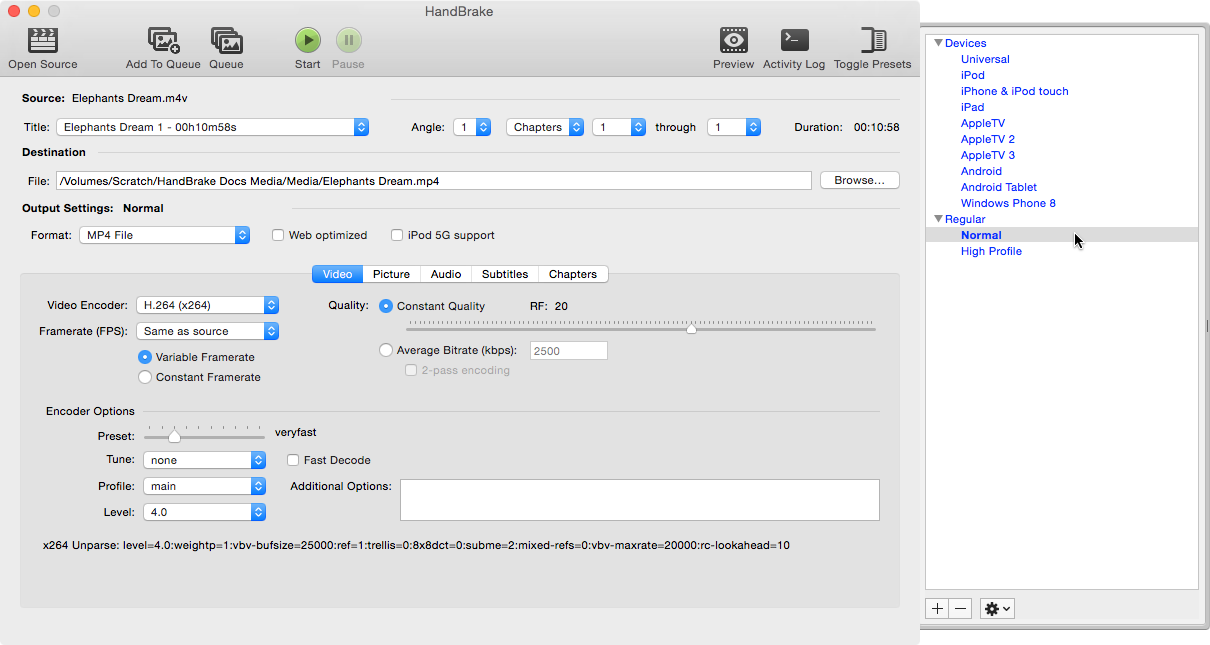 HandBrake
Open Source Add To Queue Queue Start Pause Preview Activity Log Toggle Presets
Source: Elephants Dream.m4v
Title: Elephants Dream 1 - 00h10m58s Angle: 1 Chapters 1 through 1 Duration: 00:10:58
Destination
File: /Volumes/Scratch/HandBrake Docs Media/Media/Elephants Dream.mp4 Browse...
Output Settings: Normal
Format: MP4 File Web optimized iPod 5G support
Video Picture Audio Subtitles Chapters
Video Encoder: H.264 (x264) Quality: Constant Quality RF: 20
Framerate (FPS): Same as source
Variable Framerate Average Bitrate (kbps): 2500
Constant Framerate 2-pass encoding
Encoder Options
Preset: veryfast
Tune: none Fast Decode
Profile: main Additional Options:
Level: 4.0
x264 Unparse: level=4.0:weightp=1:vbv-bufsize=25000:ref=1:trellis=0:8x8dct=0:subme=2:mixed-refs=0:vbv-maxrate=20000:rc-lookahead=10
Devices
Universal
iPod
iPhone & iPod touch
iPad
AppleTV
AppleTV 2
AppleTV 3
Android
Android Tablet
Windows Phone 8
Regular
Normal
High Profile